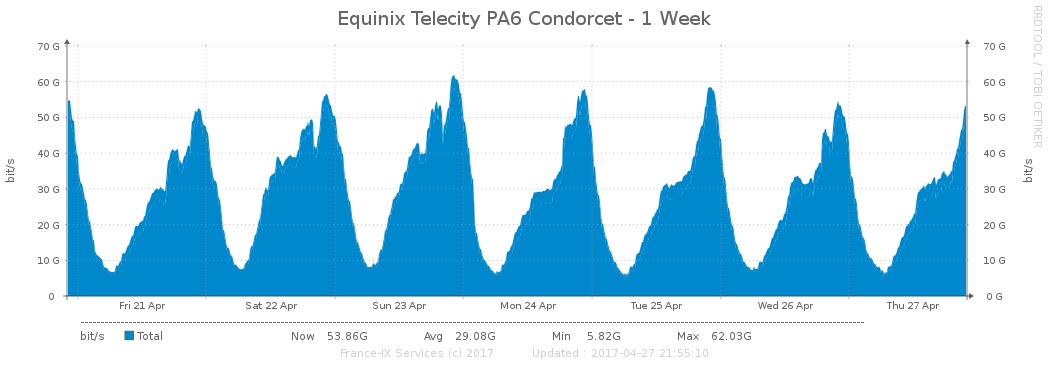 Equinix Telecity PA6 Condorcet - 1 Week
RRDTOOL / TOBI OETIKER
bit/s
70 G 70 G
60 G 60 G
50 G 50 G
40 G 40 G
30 G 30 G
20 G 20 G
10 G 10 G
0 0 G
bit/s
Fri 21 Apr Sat 22 Apr Sun 23 Apr Mon 24 Apr Tue 25 Apr Wed 26 Apr Thu 27 Apr
bit/s Total Now 53.86G Avg 29.08G Min 5.82G Max 62.03G
France-IX Services (c) 2017 Updated : 2017-04-27 21:55:10